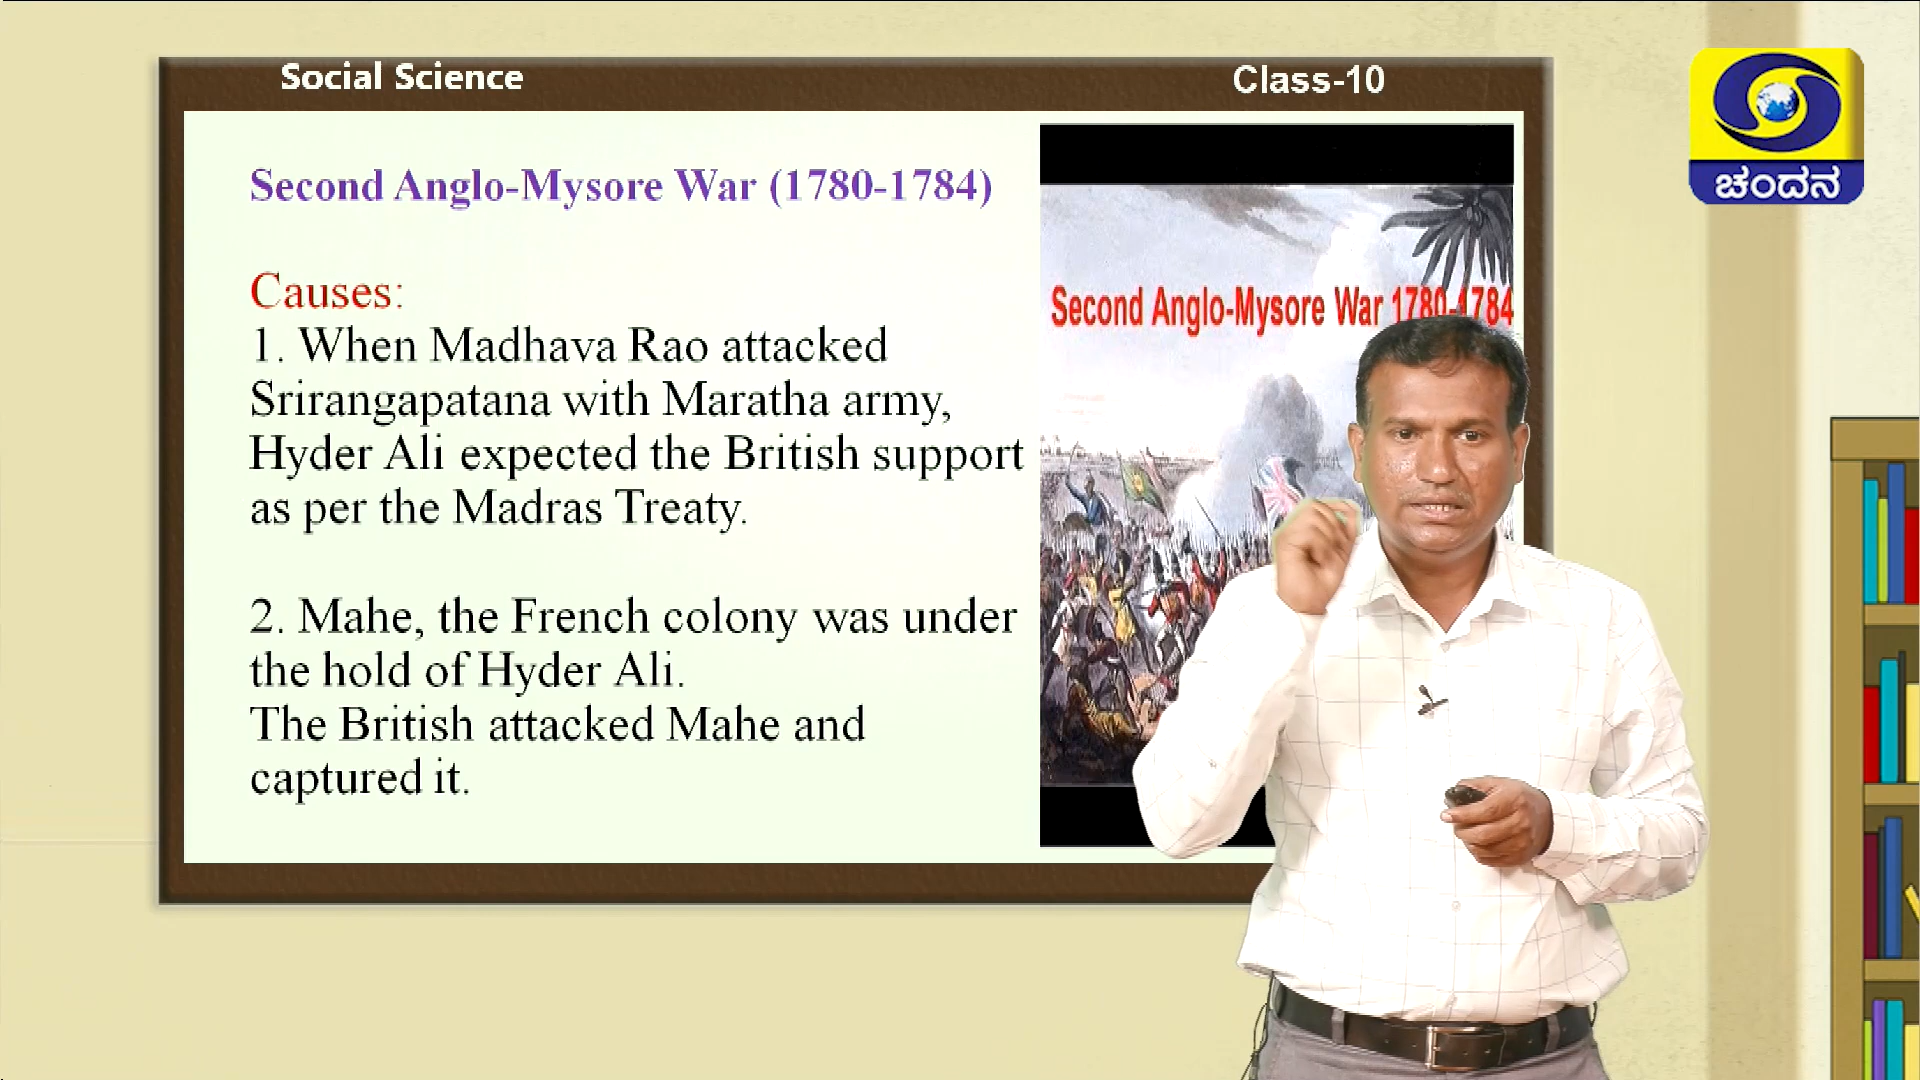 Social Science
Class-10
ಚಂದನ
Second Anglo-Mysore War (1780-1784)
Causes:
1. When Madhava Rao attacked
Srirangapatana with Maratha army,
Hyder Ali expected the British support
as per the Madras Treaty.
2. Mahe, the French colony was under
the hold of Hyder Ali.
The British attacked Mahe and
captured it.
Second Anglo-Mysore War 1780-1784